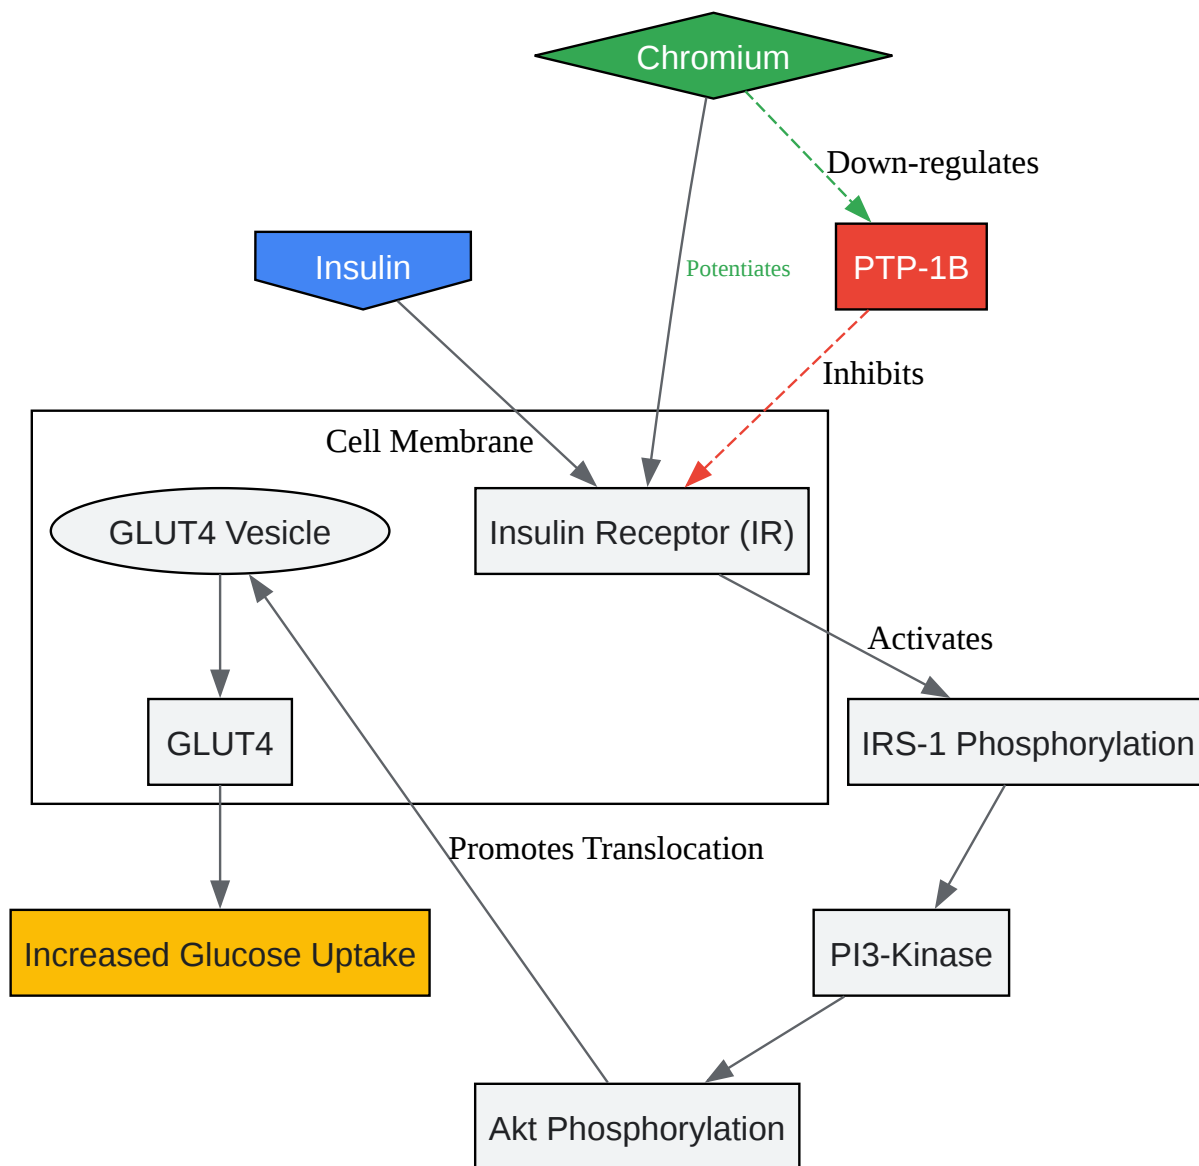 Chromium
Down-regulates
Insulin
Potentiates
PTP-1B
Inhibits
Cell Membrane
GLUT4 Vesicle
Insulin Receptor (IR)
Activates
GLUT4
IRS-1 Phosphorylation
Promotes Translocation
Increased Glucose Uptake
PI3-Kinase
Akt Phosphorylation